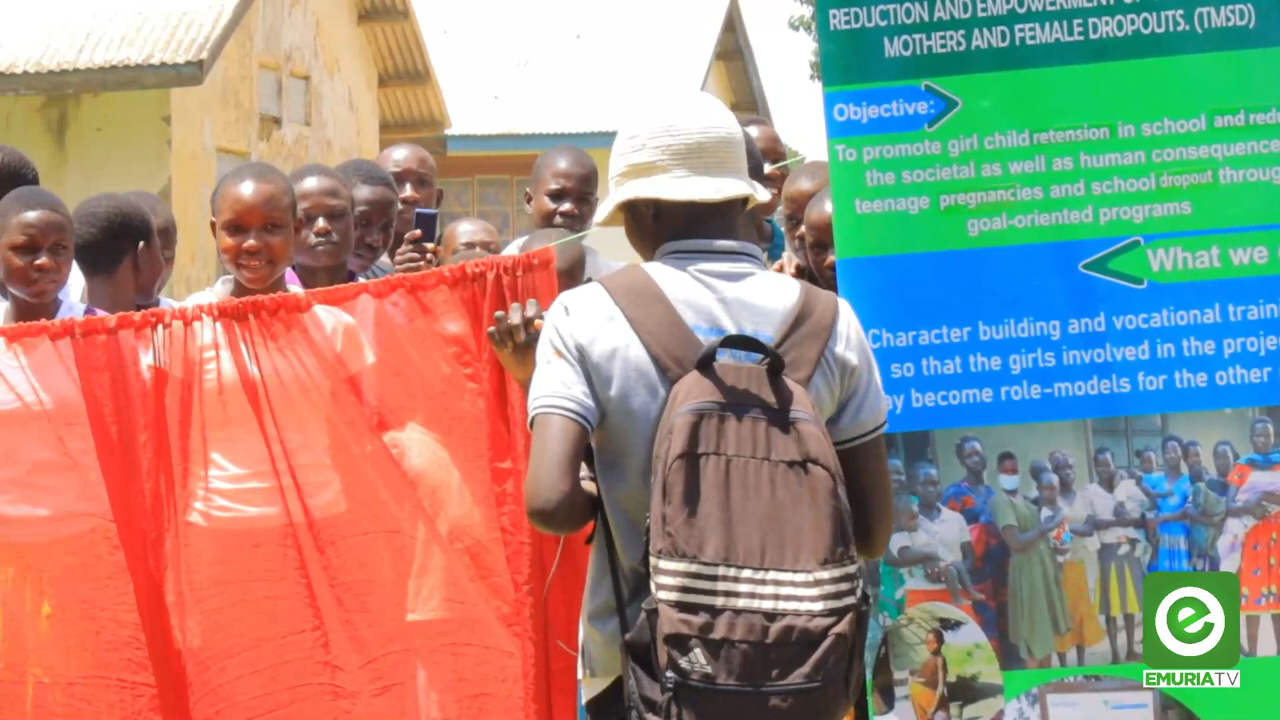 REDUCTION AND EMPOWERMENT OF
MOTHERS AND FEMALE DROPOUTS. (TMSD)
Objective:
To promote girl child retension in school and
the societal as well as human consequence
teenage pregnancies and school dropout
goal-oriented programs
What we
Character building and vocational
so that the girls involved in the
become role-models for the other
adidas
e
EMURIATV